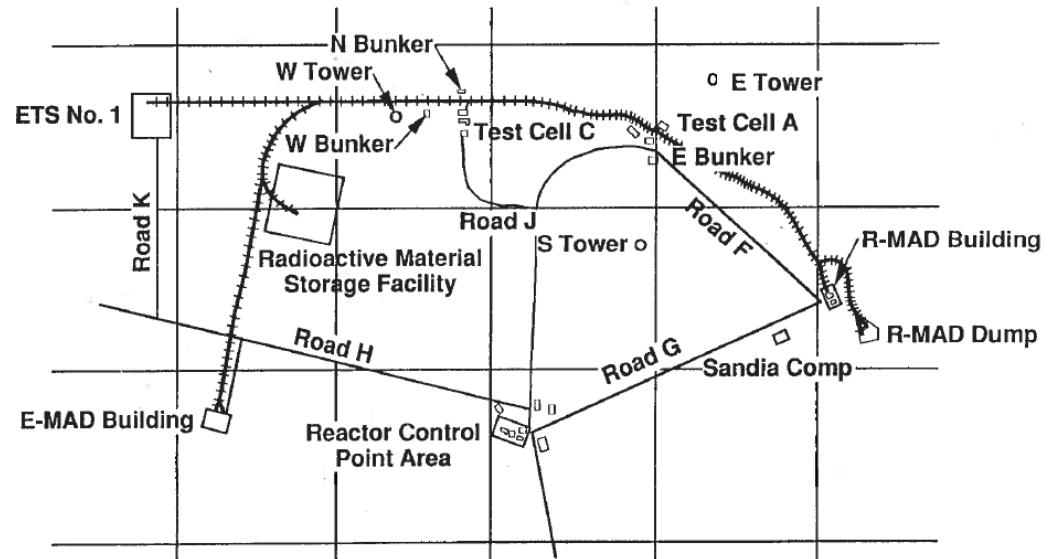 N Bunker
W Tower
E Tower
ETS No. 1
Test Cell C
Test Cell A
W Bunker
E Bunker
Road K
Road J
Road F
S Tower
R-MAD Building
Radioactive Material
Storage Facility
Road H
Road G
R-MAD Dump
Sandia Comp
E-MAD Building
Reactor Control
Point Area